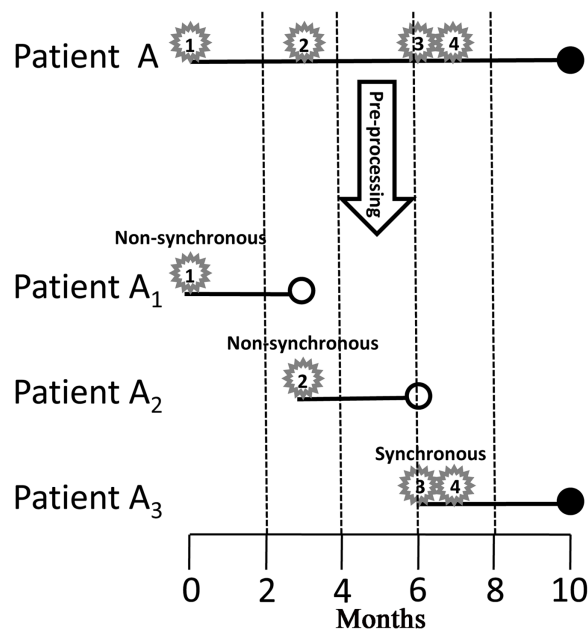 Patient A
1 2 3 4
Pre-processing
Non-synchronous
1
Patient A₁
Non-synchronous
2
Patient A₂
Synchronous
3 4
Patient A₃
0 2 4 6 8 10
Months